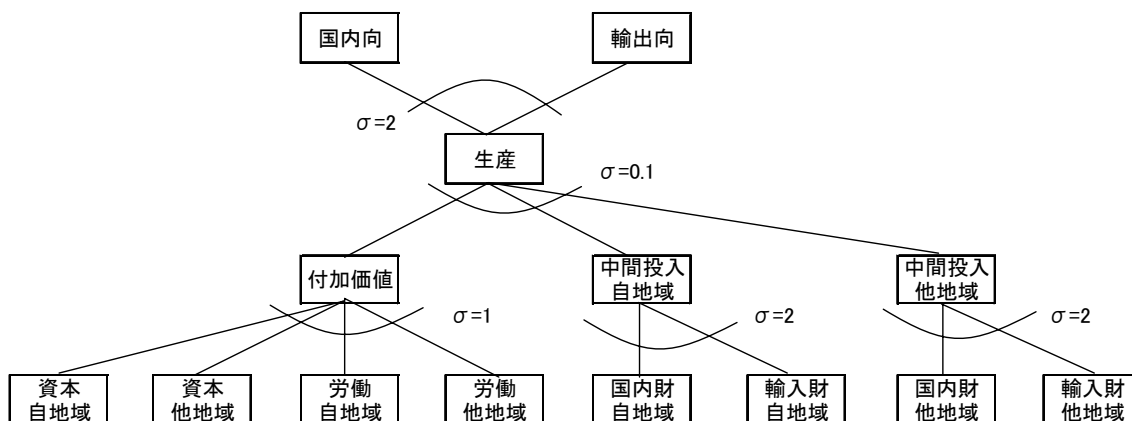 国内向
輸出向
σ=2
生産
σ=0.1
付加価値
中間投入
自地域
中間投入
他地域
σ=1
σ=2
σ=2
資本
自地域
資本
他地域
労働
自地域
労働
他地域
国内財
自地域
輸入財
自地域
国内財
他地域
輸入財
他地域